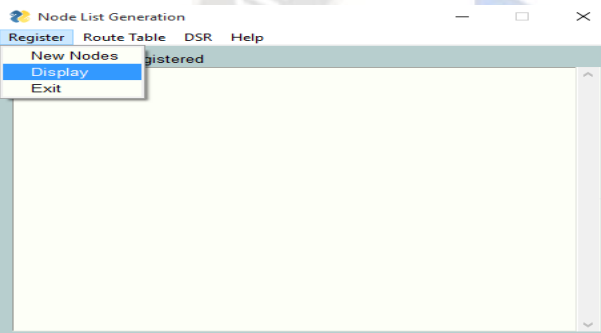 Node List Generation
Register Route Table DSR Help
New Nodes
gistered
Display
Exit